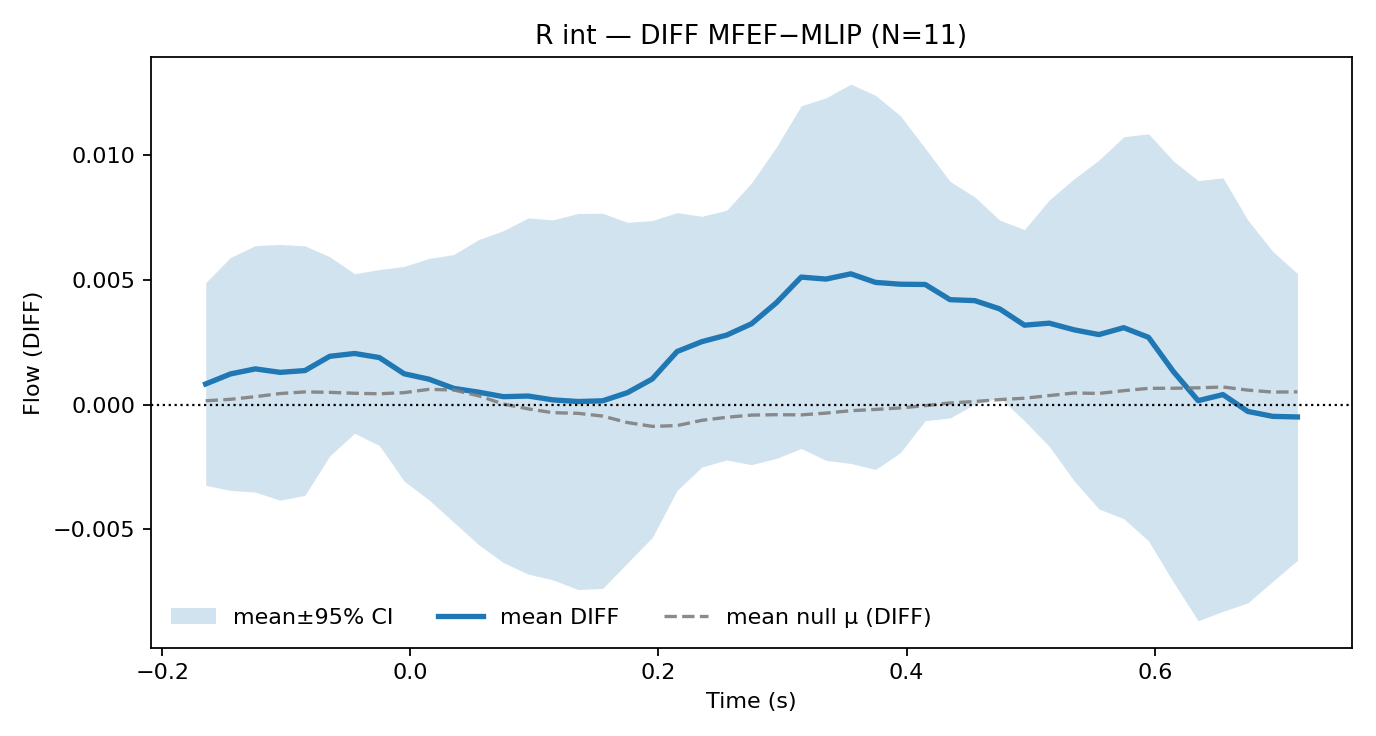 R int — DIFF MFEF−MLIP (N=11)
Flow (DIFF)
0.010
0.005
0.000
−0.005
mean±95% CI mean DIFF mean null μ (DIFF)
−0.2 0.0 0.2 0.4 0.6
Time (s)